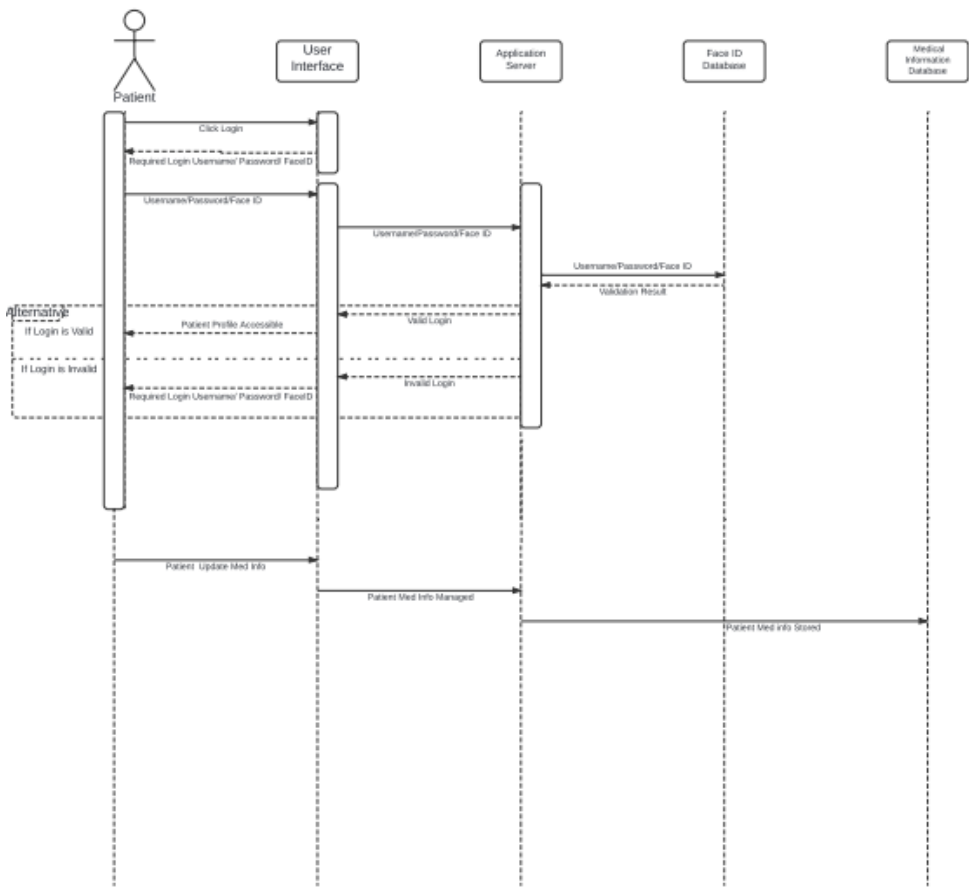 Patient
User
Interface
Application
Server
Face ID
Database
Medical
Information
Database
Click Login
Required Login Username/ Password/ FaceID
Username/Password/Face ID
Username/Password/Face ID
Username/Password/Face ID
Validation Result
Alternative
Valid Login
Patient Profile Accessible
If Login is Valid
If Login is Invalid
Invalid Login
Required Login Username/ Password/ FaceID
Patient Update Med Info
Patient Med Info Managed
Patient Med info Stored